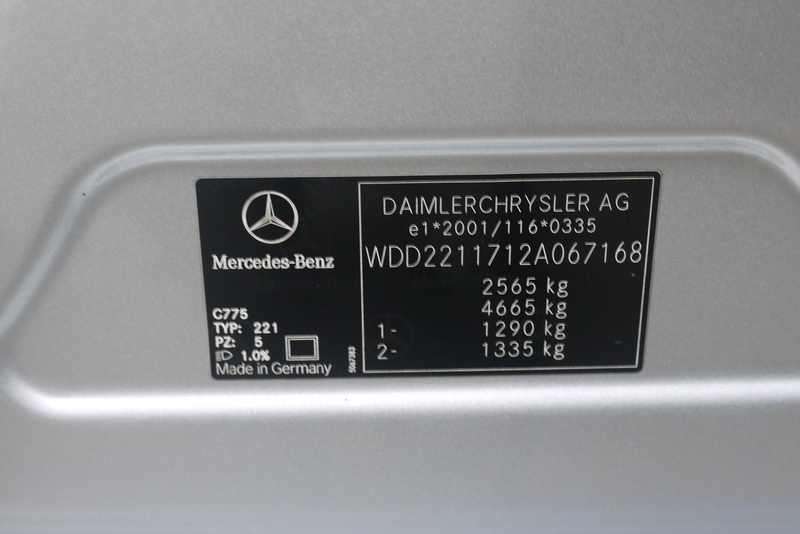 Mercedes-Benz
C775
TYP: 221
PZ: 5
1.0%
Made in Germany
5067383
DAIMLERCHRYSLER AG
e1*2001/116*0335
WDD2211712A067168
2565 kg
4665 kg
1- 1290 kg
2- 1335 kg